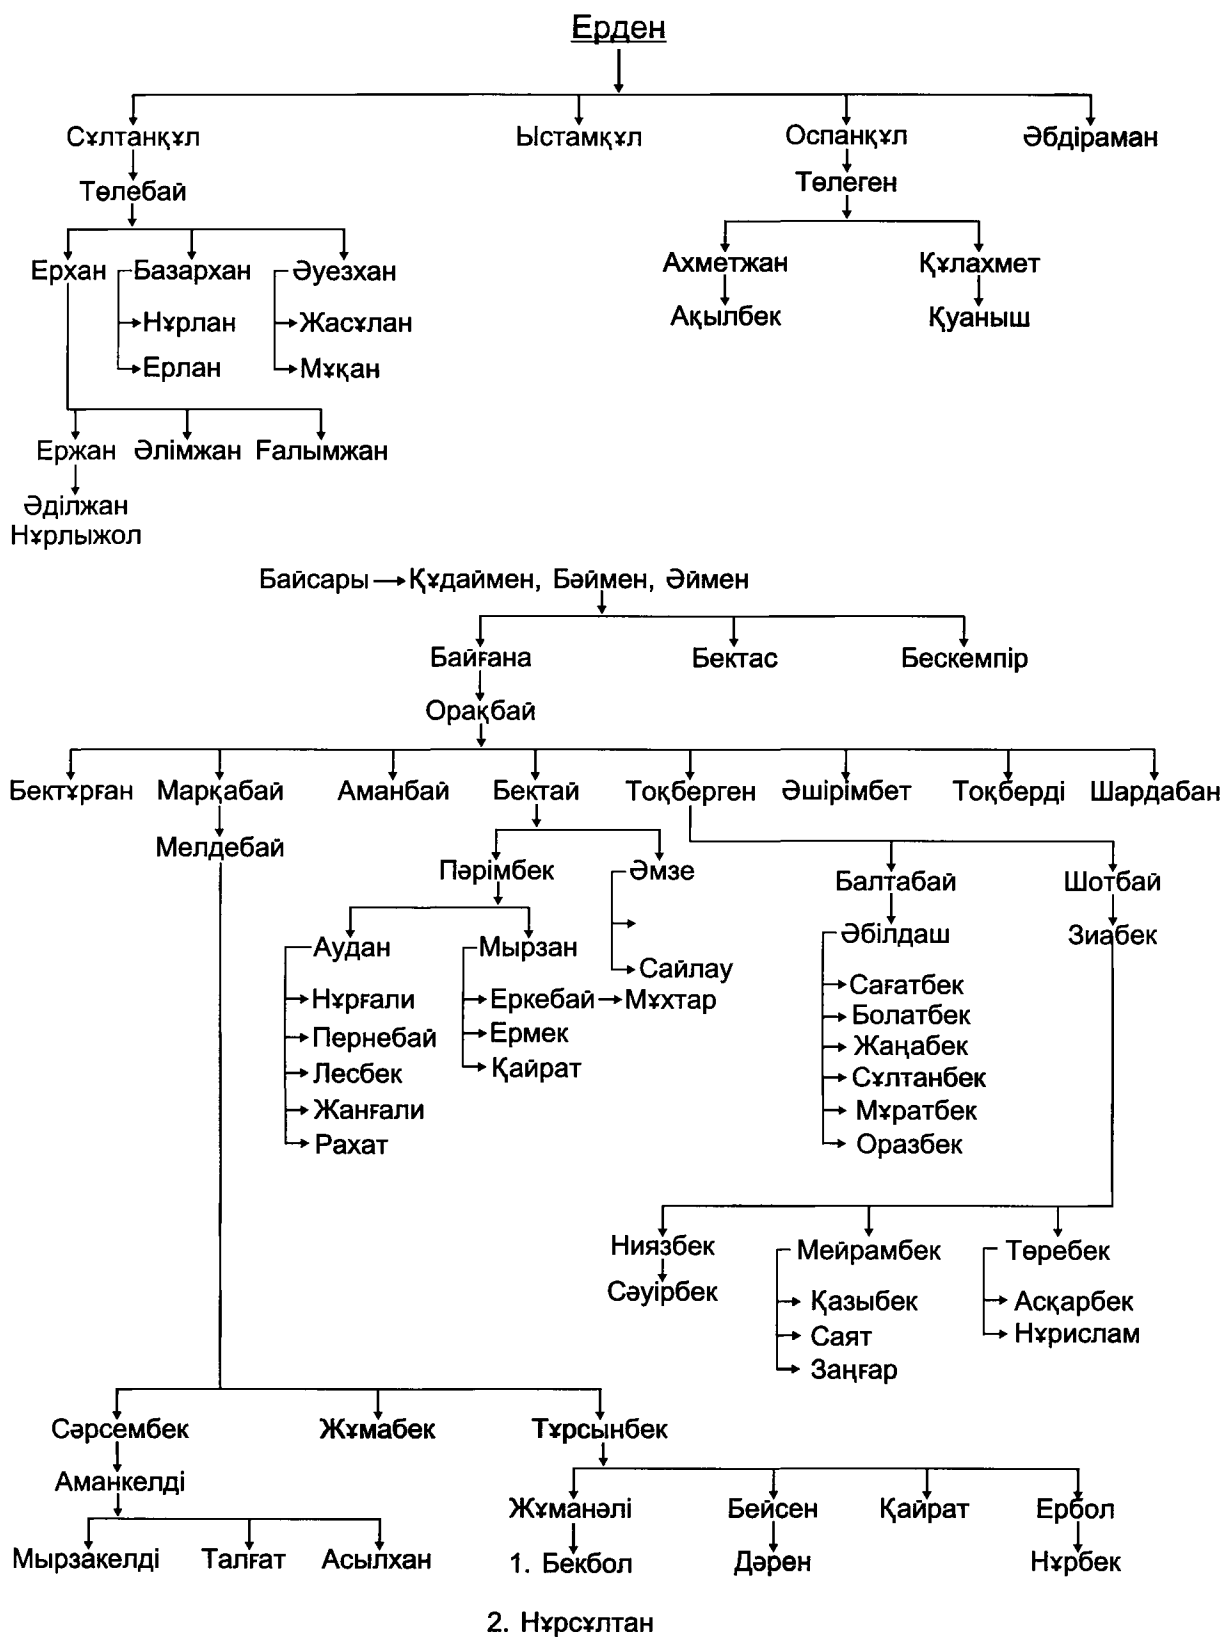 Ерден
Сұлтанқұл Ыстамқұл Оспанқұл Әбдіраман
Төлебай Төлеген
Ерхан Базархан Әуезхан Ахметжан Құлахмет
Нұрлан Жасұлан Ақылбек Қуаныш
Ерлан Мұқан
Ержан Әлімжан Ғалымжан
Әділжан
Нұрлыжол
Байсары Құдаймен, Бәймен, Әймен
Байғана Бектас Бескемпір
Орақбай
Бектұрған Марқабай Аманбай Бектай Тоқберген Әшірімбет Тоқберді Шардабан
Мелдебай
Пәрімбек Әмзе Балтабай Шотбай
Аудан Мырзан Әбілдаш Зиабек
Сайлау
Нұрғали Еркебай Мұхтар Сағатбек
Пернебай Ермек Болатбек
Лесбек Қайрат Жаңабек
Сұлтанбек
Жанғали Мұратбек
Рахат Оразбек
Ниязбек Мейрамбек Төребек
Сәуірбек Қазыбек Асқарбек
Саят Нұрислам
Заңғар
Сәрсембек Жұмабек Тұрсынбек
Аманкелді
Жұманәлі Бейсен Қайрат Ербол
Мырзакелді Талғат Асылхан 1. Бекбол Дәрен Нұрбек
2. Нұрсұлтан